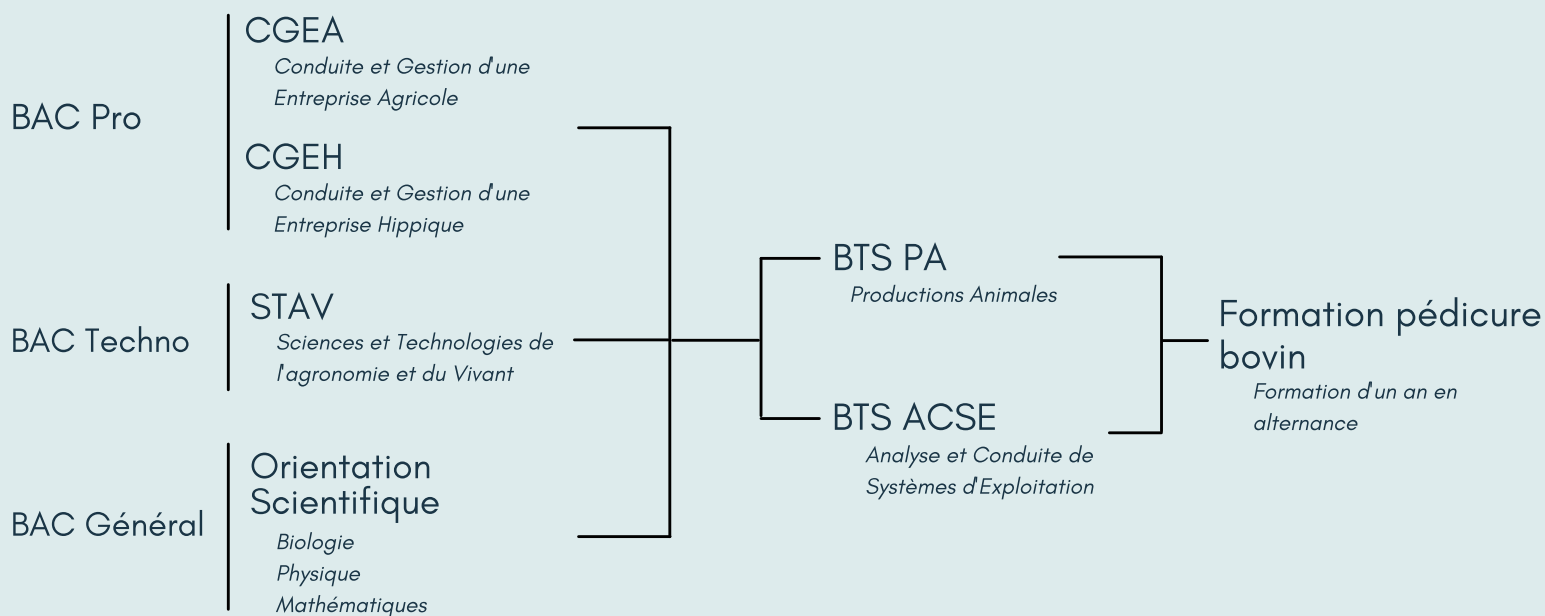 BAC Pro
CGEA
Conduite et Gestion d'une
Entreprise Agricole
CGEH
Conduite et Gestion d'une
Entreprise Hippique
BAC Techno
STAV
Sciences et Technologies de
l'agronomie et du Vivant
BAC Général
Orientation
Scientifique
Biologie
Physique
Mathématiques
BTS PA
Productions Animales
BTS ACSE
Analyse et Conduite de
Systèmes d'Exploitation
Formation pédicure
bovin
Formation d'un an en
alternance